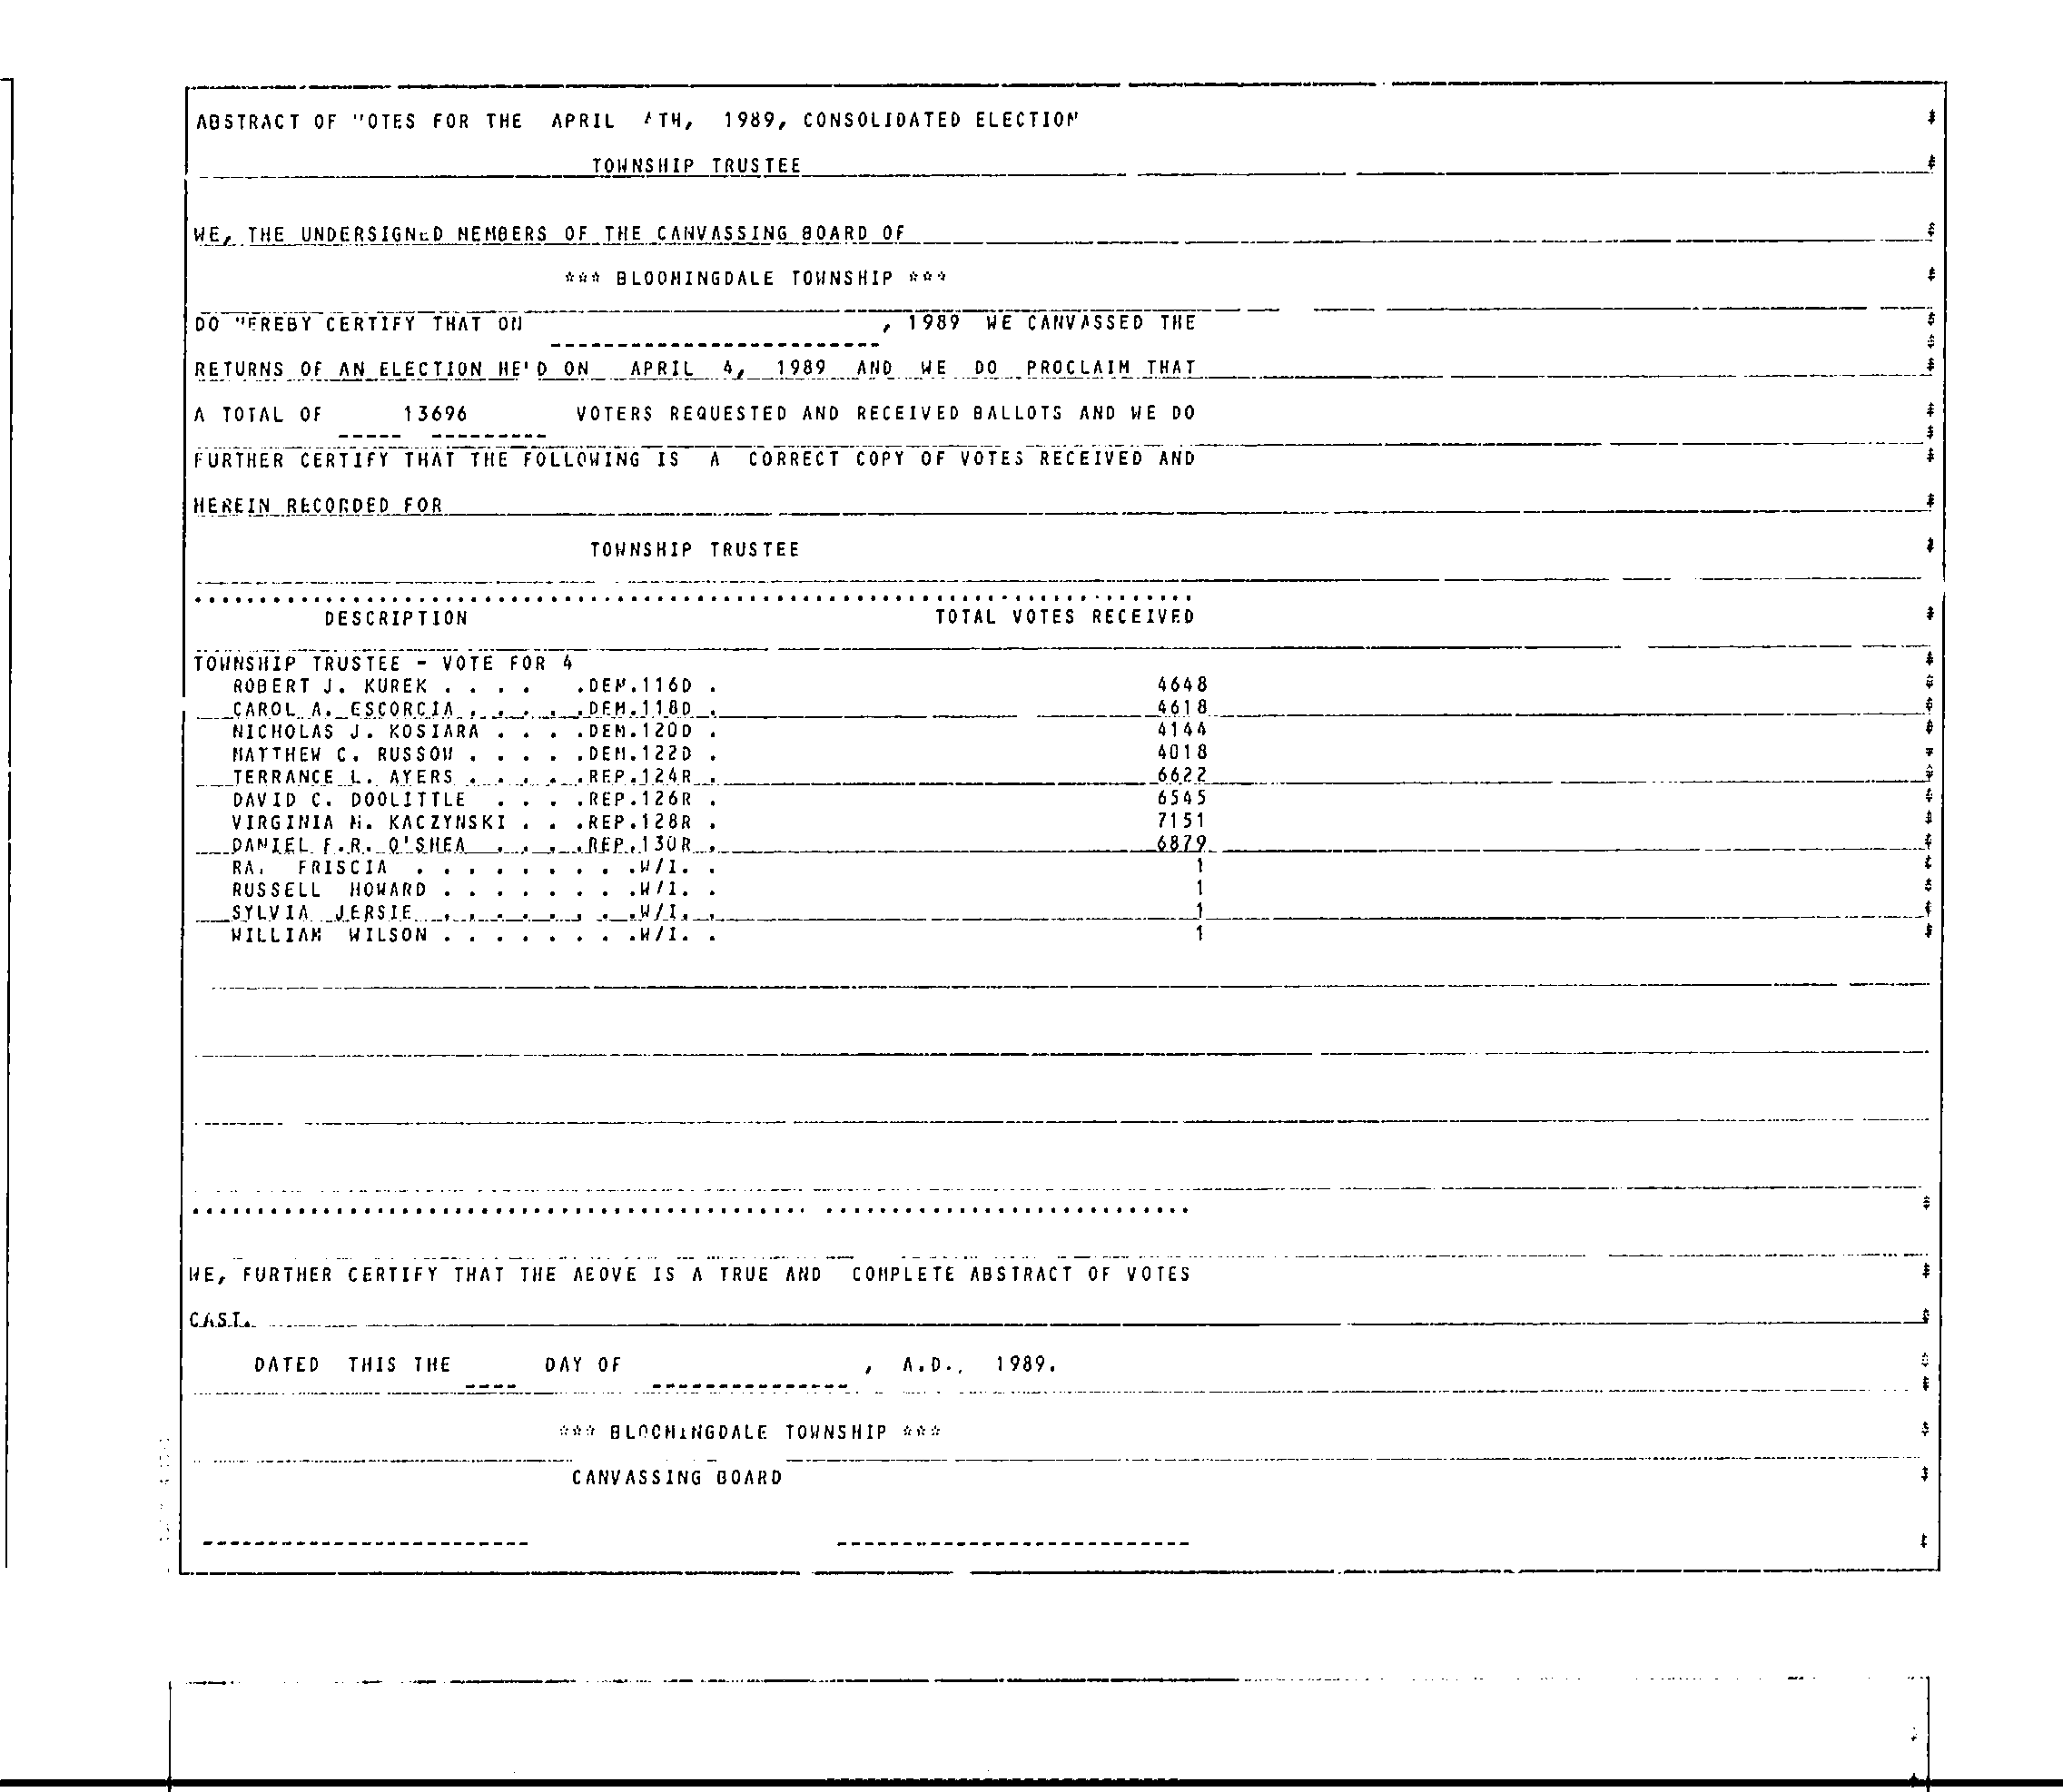 ABSTRACT OF VOTES FOR THE APRIL 4TH, 1989, CONSOLIDATED ELECTION
TOWNSHIP TRUSTEE
WE, THE UNDERSIGNED MEMBERS OF THE CANVASSING BOARD OF
*** BLOOMINGDALE TOWNSHIP ***
DO HEREBY CERTIFY THAT ON , 1989 WE CANVASSED THE
RETURNS OF AN ELECTION HELD ON APRIL 4, 1989 AND WE DO PROCLAIM THAT
A TOTAL OF 13696 VOTERS REQUESTED AND RECEIVED BALLOTS AND WE DO
FURTHER CERTIFY THAT THE FOLLOWING IS A CORRECT COPY OF VOTES RECEIVED AND
HEREIN RECORDED FOR
TOWNSHIP TRUSTEE
DESCRIPTION TOTAL VOTES RECEIVED
TOWNSHIP TRUSTEE - VOTE FOR 4
ROBERT J. KUREK . . . . .DEM.116D . 4648
CAROL A. ESCORCIA . . . . .DEM.118D . 4618
NICHOLAS J. KOSIARA . . . .DEM.120D . 4144
MATTHEW C. RUSSOW . . . . .DEM.122D . 4018
TERRANCE L. AYERS . . . . .REP.124R . 6622
DAVID C. DOOLITTLE . . . .REP.126R . 6545
VIRGINIA M. KACZYNSKI . . .REP.128R . 7151
DANIEL F.R. O'SHEA . . . .REP.130R . 6879
RA. FRISCIA . . . . . . . . .W/I. . 1
RUSSELL HOWARD . . . . . . . .W/I. . 1
SYLVIA JERSIE . . . . . . . .W/I. . 1
WILLIAM WILSON . . . . . . . .W/I. . 1
WE, FURTHER CERTIFY THAT THE ABOVE IS A TRUE AND COMPLETE ABSTRACT OF VOTES
CAST.
DATED THIS THE DAY OF , A.D., 1989.
*** BLOOMINGDALE TOWNSHIP ***
CANVASSING BOARD